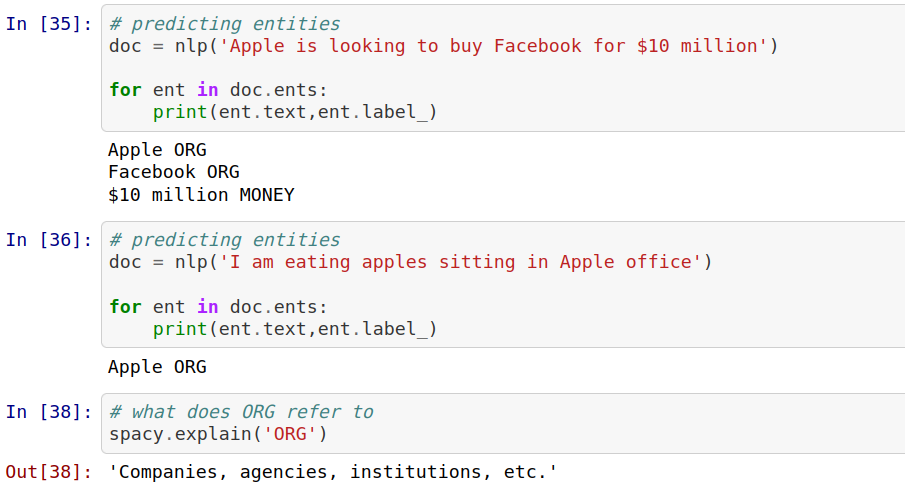 In [35]: # predicting entities
doc = nlp('Apple is looking to buy Facebook for $10 million')
for ent in doc.ents:
    print(ent.text,ent.label_)
Apple ORG
Facebook ORG
$10 million MONEY
In [36]: # predicting entities
doc = nlp('I am eating apples sitting in Apple office')
for ent in doc.ents:
    print(ent.text,ent.label_)
Apple ORG
In [38]: # what does ORG refer to
spacy.explain('ORG')
Out[38]: 'Companies, agencies, institutions, etc.'